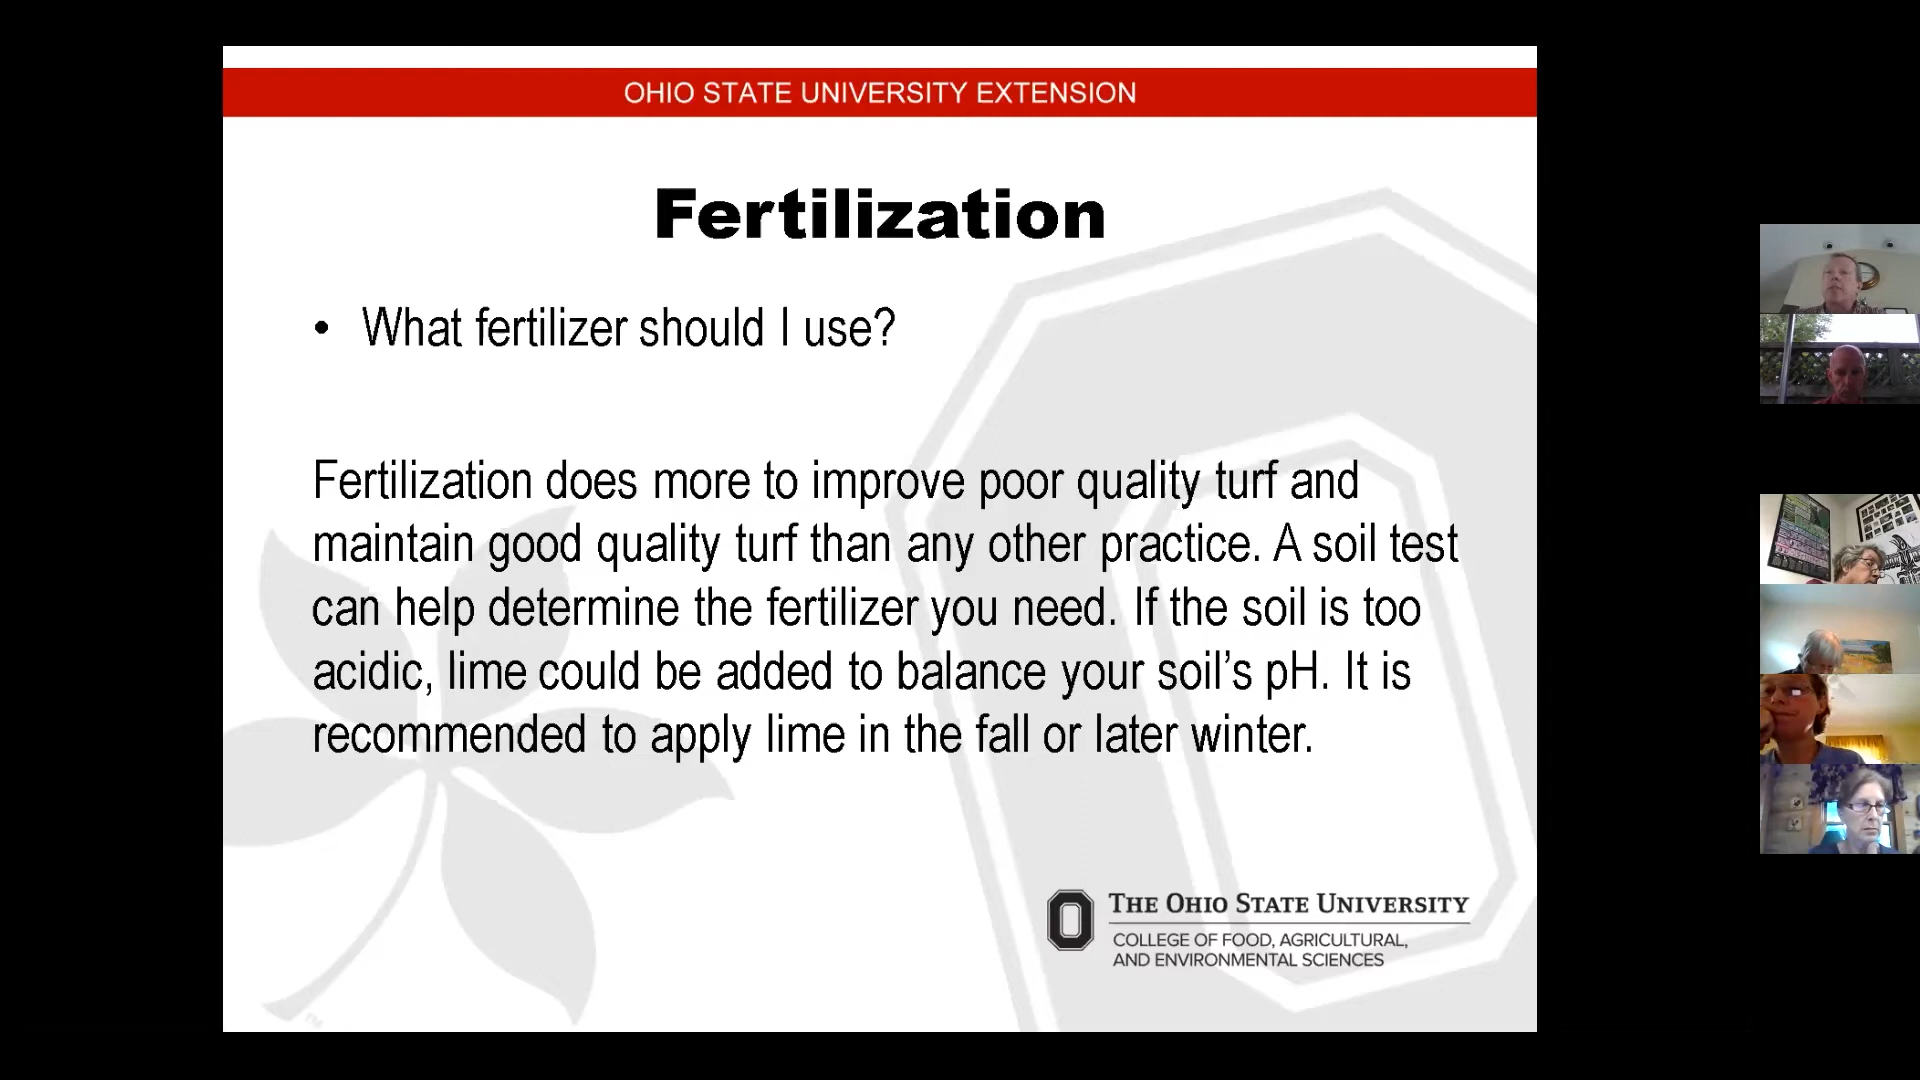 OHIO STATE UNIVERSITY EXTENSION
Fertilization
• What fertilizer should I use?
Fertilization does more to improve poor quality turf and
maintain good quality turf than any other practice. A soil test
can help determine the fertilizer you need. If the soil is too
acidic, lime could be added to balance your soil’s pH. It is
recommended to apply lime in the fall or later winter.
THE OHIO STATE UNIVERSITY
COLLEGE OF FOOD, AGRICULTURAL,
AND ENVIRONMENTAL SCIENCES
TM